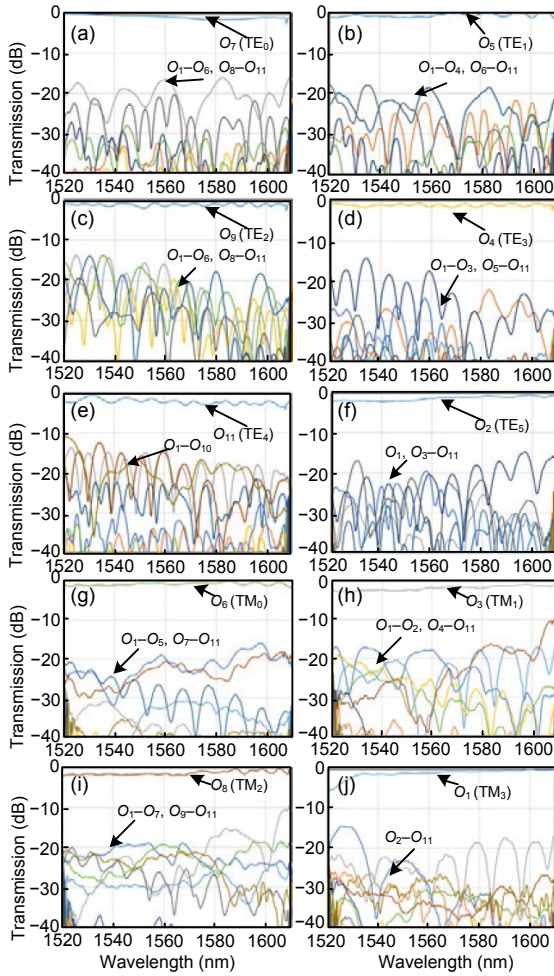 0
−10
−20
−30
−40
Transmission (dB)
(a)
O7 (TE0)
O1–O6, O8–O11
1520 1540 1560 1580 1600
(b)
O5 (TE1)
O1–O4, O6–O11
1520 1540 1560 1580 1600
0
−10
−20
−30
−40
Transmission (dB)
(c)
O9 (TE2)
O1–O6, O8–O11
1520 1540 1560 1580 1600
0
−10
−20
−30
−40
(d)
O4 (TE3)
O1–O3, O5–O11
1520 1540 1560 1580 1600
0
−10
−20
−30
−40
Transmission (dB)
(e)
O11 (TE4)
O1–O10
1520 1540 1560 1580 1600
0
−10
−20
−30
−40
(f)
O2 (TE5)
O1, O3–O11
1520 1540 1560 1580 1600
0
−10
−20
−30
−40
Transmission (dB)
(g)
O6 (TM0)
O1–O5, O7–O11
1520 1540 1560 1580 1600
0
−10
−20
−30
−40
(h)
O3 (TM1)
O1–O2, O4–O11
1520 1540 1560 1580 1600
0
−10
−20
−30
−40
Transmission (dB)
(i)
O8 (TM2)
O1–O7, O9–O11
1520 1540 1560 1580 1600
Wavelength (nm)
0
−10
−20
−30
−40
(j)
O1 (TM3)
O2–O11
1520 1540 1560 1580 1600
Wavelength (nm)